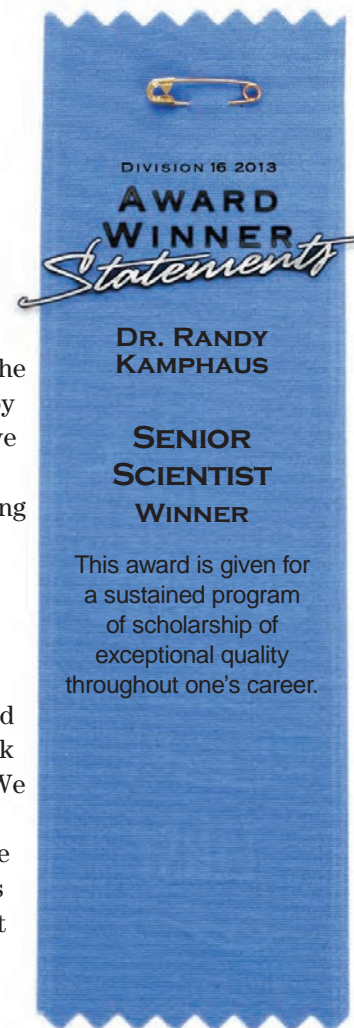 We
DIVISION 16 2013
AWARD
WINNER
Statements
DR. RANDY
KAMPHAUS
SENIOR
SCIENTIST
WINNER
This award is given for
a sustained program
of scholarship of
exceptional quality
throughout one's career.